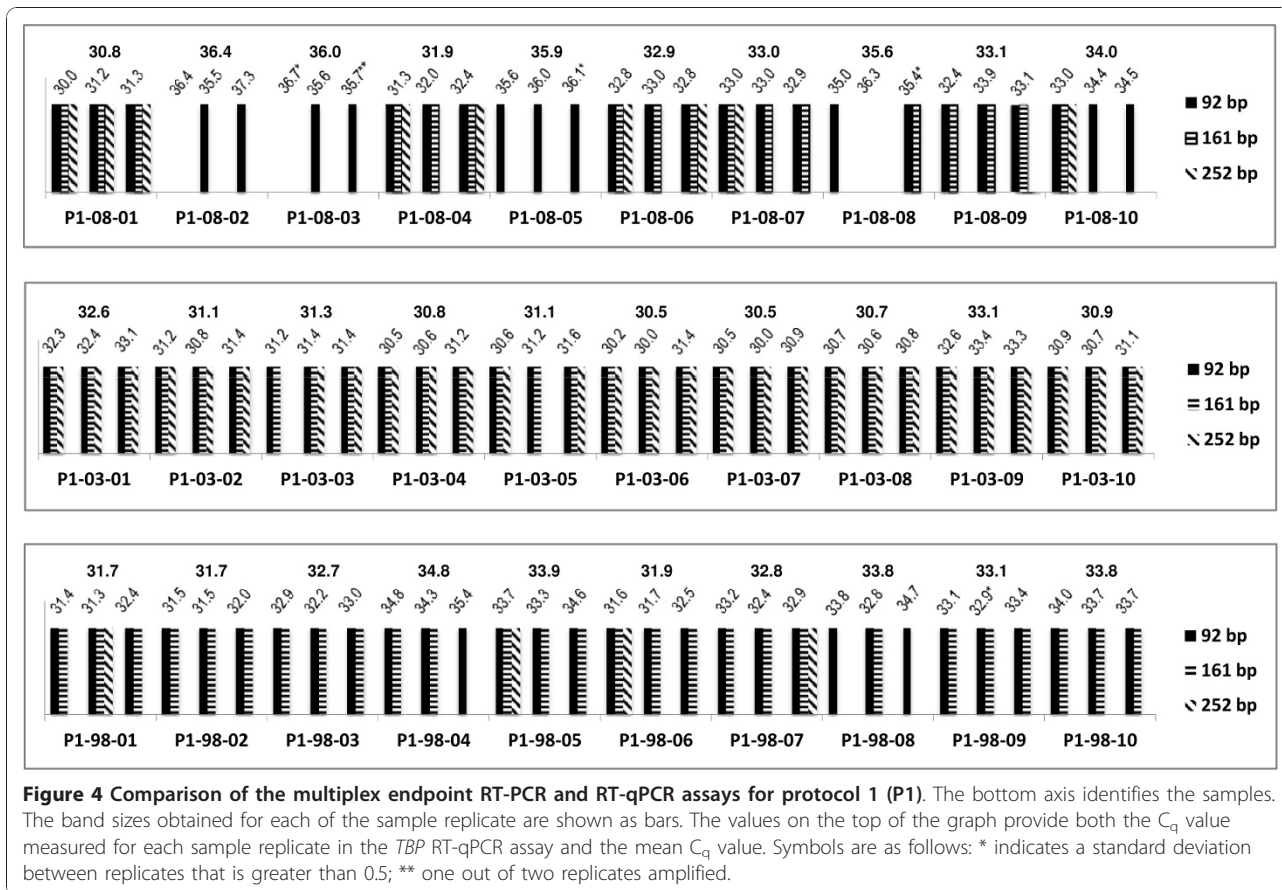 30.8 36.4 36.0 31.9 35.9 32.9 33.0 35.6 33.1 34.0
30.0 31.2 31.3 36.4 35.5 37.3 36.7* 35.6 35.7** 31.3 32.0 32.4 35.6 36.0 36.1* 32.8 33.0 32.8 33.0 33.0 32.9 35.0 36.3 35.4* 32.4 33.9 33.1 33.0 34.4 34.5
92 bp
161 bp
252 bp
P1-08-01 P1-08-02 P1-08-03 P1-08-04 P1-08-05 P1-08-06 P1-08-07 P1-08-08 P1-08-09 P1-08-10
32.6 31.1 31.3 30.8 31.1 30.5 30.5 30.7 33.1 30.9
32.3 32.4 33.1 31.2 30.8 31.4 31.2 31.4 31.4 30.5 30.6 31.2 30.6 31.2 31.6 30.2 30.0 31.4 30.5 30.0 30.9 30.7 30.6 30.8 32.6 33.4 33.3 30.9 30.7 31.1
92 bp
161 bp
252 bp
P1-03-01 P1-03-02 P1-03-03 P1-03-04 P1-03-05 P1-03-06 P1-03-07 P1-03-08 P1-03-09 P1-03-10
31.7 31.7 32.7 34.8 33.9 31.9 32.8 33.8 33.1 33.8
31.4 31.3 32.4 31.5 31.5 32.0 32.9 32.2 33.0 34.8 34.3 35.4 33.7 33.3 34.6 31.6 31.7 32.5 33.2 32.4 32.9 33.8 32.8 34.7 33.1 32.9* 33.4 34.0 33.7 33.7
92 bp
161 bp
252 bp
P1-98-01 P1-98-02 P1-98-03 P1-98-04 P1-98-05 P1-98-06 P1-98-07 P1-98-08 P1-98-09 P1-98-10
Figure 4 Comparison of the multiplex endpoint RT-PCR and RT-qPCR assays for protocol 1 (P1). The bottom axis identifies the samples.
The band sizes obtained for each of the sample replicate are shown as bars. The values on the top of the graph provide both the Cq value
measured for each sample replicate in the TBP RT-qPCR assay and the mean Cq value. Symbols are as follows: * indicates a standard deviation
between replicates that is greater than 0.5; ** one out of two replicates amplified.